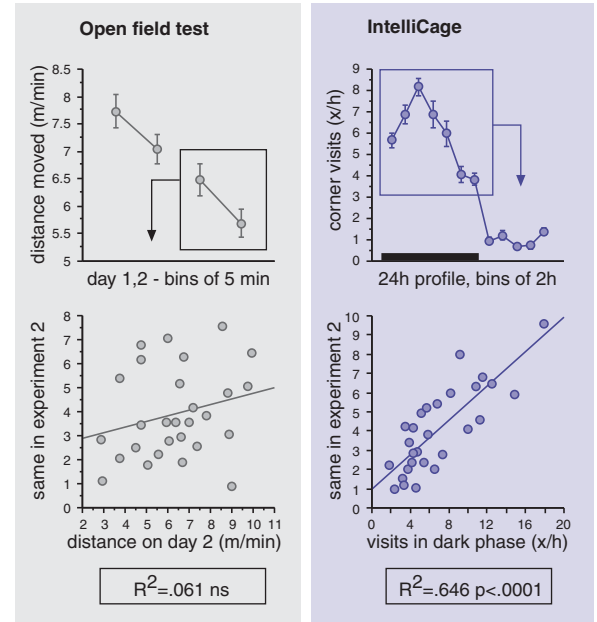 Open field test
distance moved (m/min)
8.5
8
7.5
7
6.5
6
5.5
5
day 1,2 - bins of 5 min
same in experiment 2
8
7
6
5
4
3
2
1
0
2 3 4 5 6 7 8 9 10 11
distance on day 2 (m/min)
R²=.061 ns
IntelliCage
corner visits (x/h)
9
8
7
6
5
4
3
2
1
0
24h profile, bins of 2h
same in experiment 2
10
9
8
7
6
5
4
3
2
1
0
0 4 8 12 16 20
visits in dark phase (x/h)
R²=.646 p<.0001